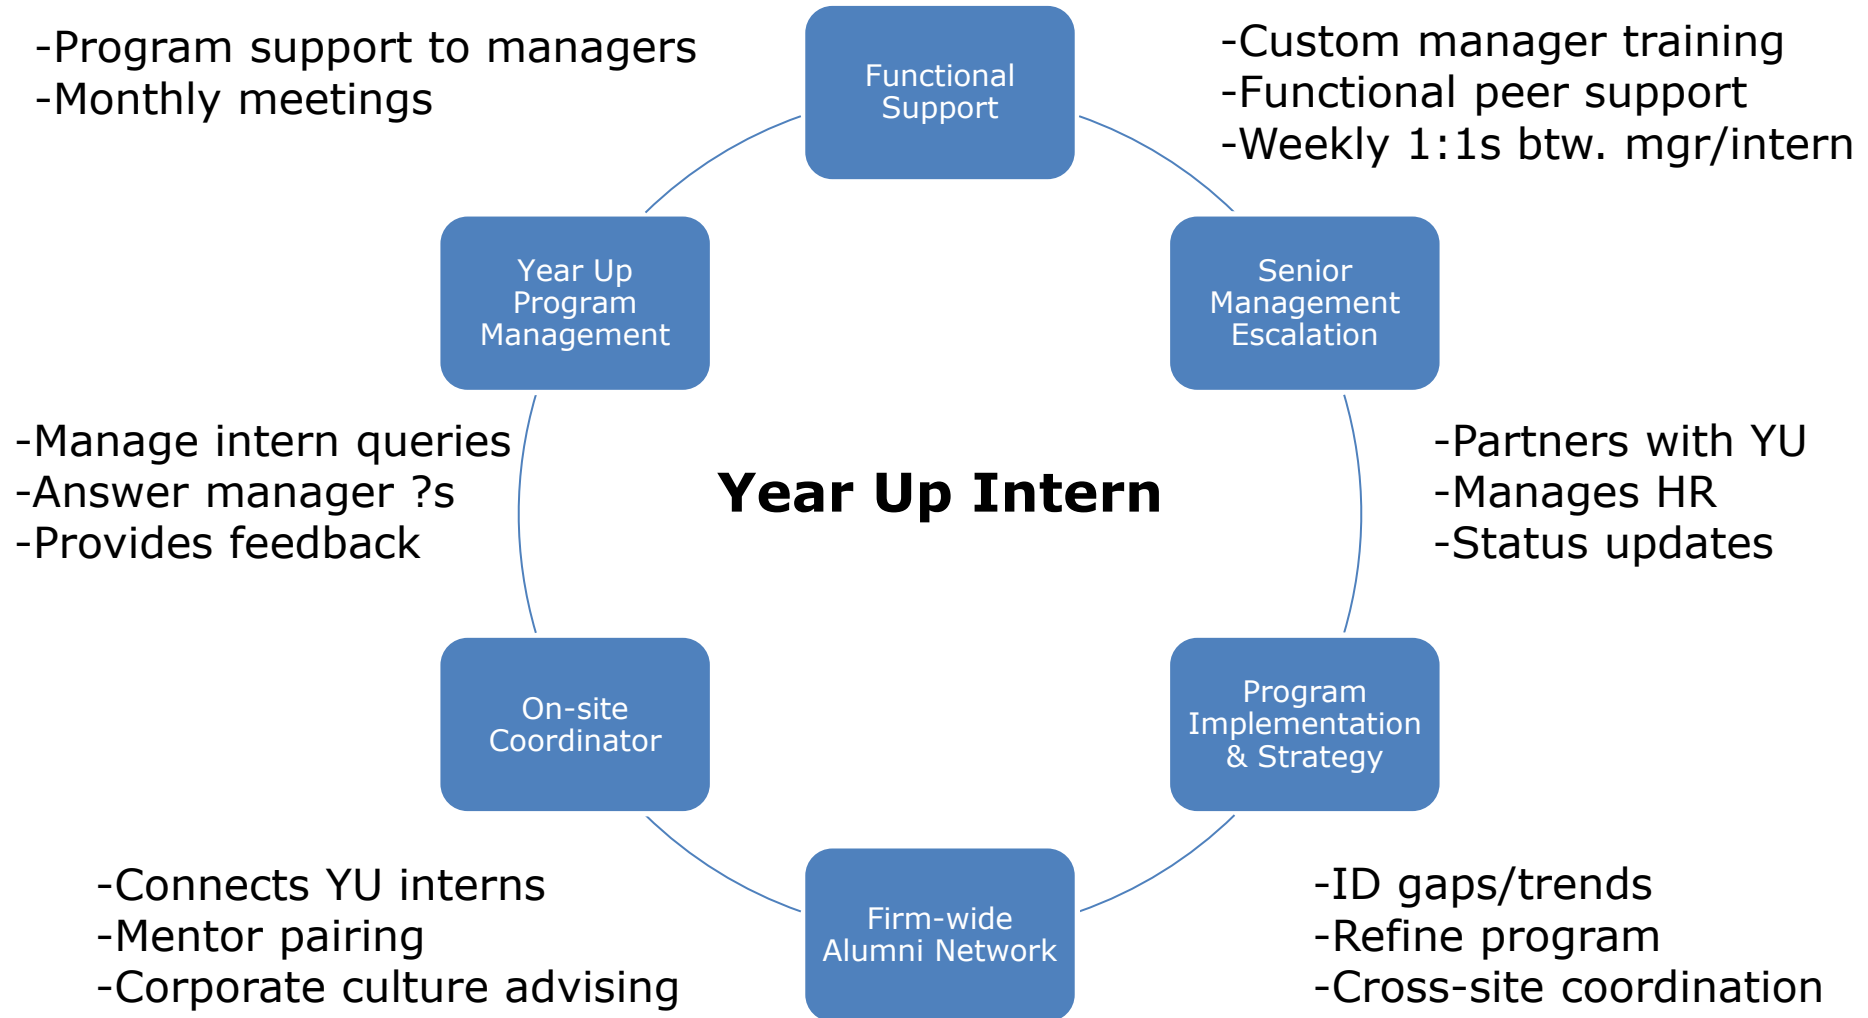 -Program support to managers
-Monthly meetings
Functional
Support
-Custom manager training
-Functional peer support
-Weekly 1:1s btw. mgr/intern
Year Up
Program
Management
Senior
Management
Escalation
-Manage intern queries
-Answer manager ?s
-Provides feedback
Year Up Intern
-Partners with YU
-Manages HR
-Status updates
On-site
Coordinator
Program
Implementation
& Strategy
-Connects YU interns
-Mentor pairing
-Corporate culture advising
Firm-wide
Alumni Network
-ID gaps/trends
-Refine program
-Cross-site coordination